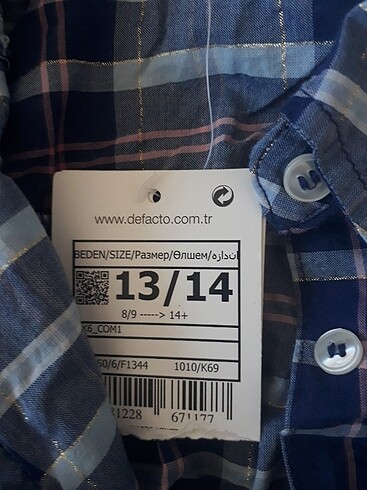 www.defacto.com.tr
BEDEN/SIZE/Размер/Өлшем/اندازه
13/14
8/9 -----> 14+
K6_COM1
50/6/F1344 1010/K69
31228 671177